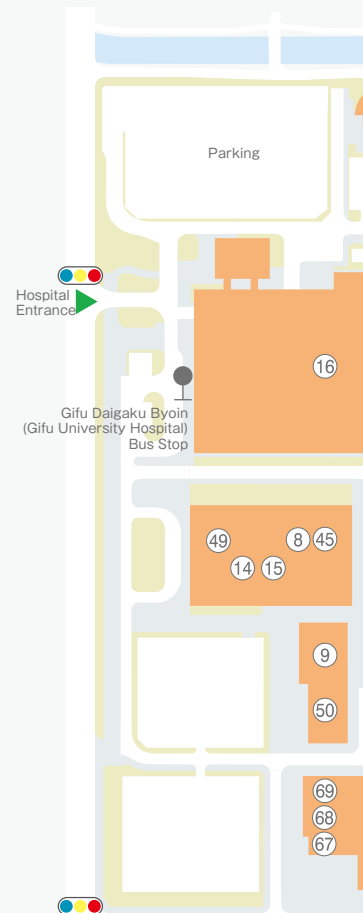 Parking
Hospital
Entrance
16
Gifu Daigaku Byoin
(Gifu University Hospital)
Bus Stop
49
8
45
14
15
9
50
69
68
67